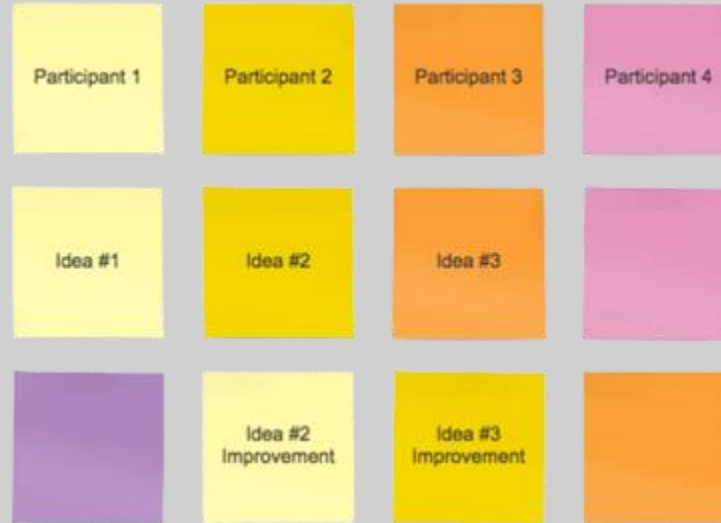 Participant 1
Participant 2
Participant 3
Participant 4
Idea #1
Idea #2
Idea #3
Idea #2
Improvement
Idea #3
Improvement